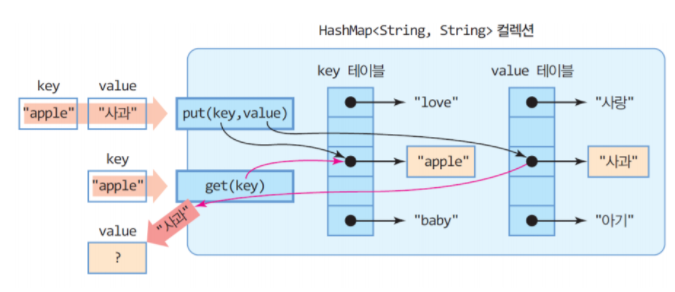 HashMap<String, String> 컬렉션
key 테이블
value 테이블
key
value
"apple"
"사과"
put(key,value)
"love"
"사랑"
key
"apple"
get(key)
"apple"
"사과"
"사과"
value
?
"baby"
"아기"